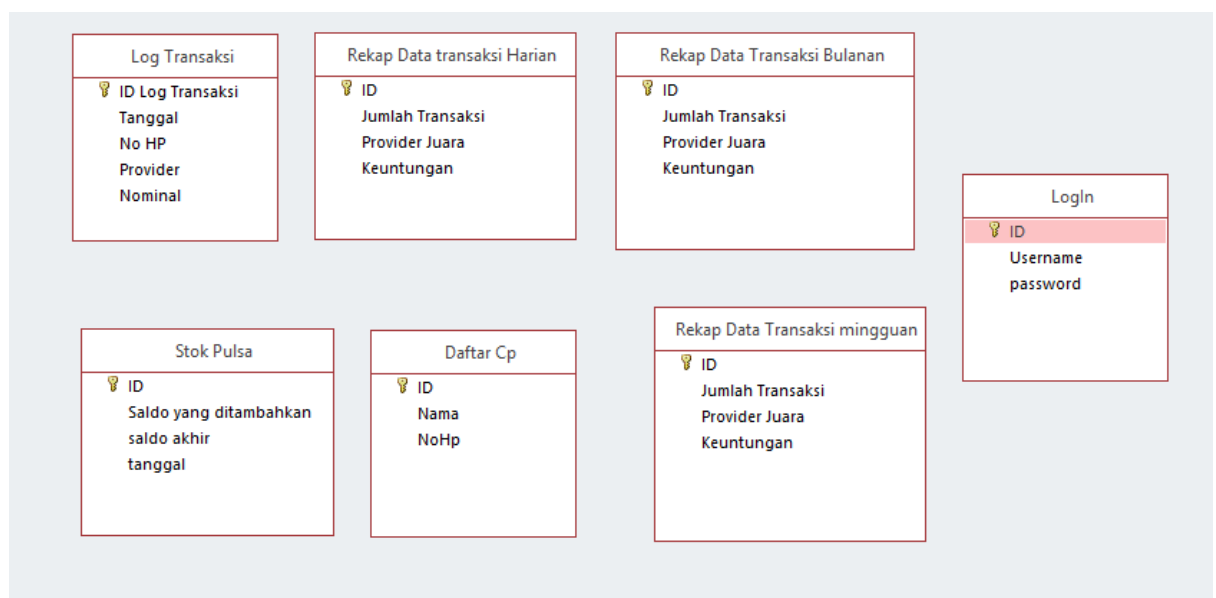 Log Transaksi
ID Log Transaksi
Tanggal
No HP
Provider
Nominal
Rekap Data transaksi Harian
ID
Jumlah Transaksi
Provider Juara
Keuntungan
Rekap Data Transaksi Bulanan
ID
Jumlah Transaksi
Provider Juara
Keuntungan
LogIn
ID
Username
password
Stok Pulsa
ID
Saldo yang ditambahkan
saldo akhir
tanggal
Daftar Cp
ID
Nama
NoHp
Rekap Data Transaksi mingguan
ID
Jumlah Transaksi
Provider Juara
Keuntungan